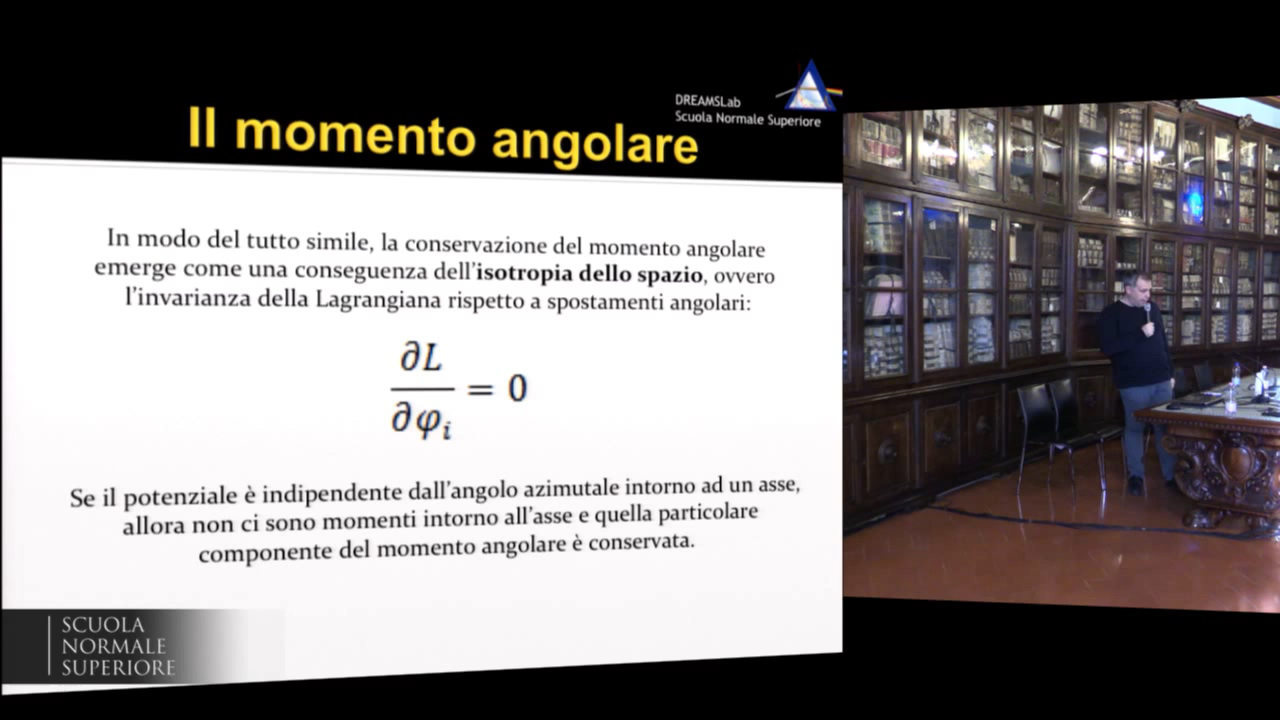 DREAMSLab
Scuola Normale Superiore
Il momento angolare
In modo del tutto simile, la conservazione del momento angolare
emerge come una conseguenza dell'isotropia dello spazio, ovvero
l'invarianza della Lagrangiana rispetto a spostamenti angolari:
∂L
∂φᵢ = 0
Se il potenziale è indipendente dall'angolo azimutale intorno ad un asse,
allora non ci sono momenti intorno all'asse e quella particolare
componente del momento angolare è conservata.
SCUOLA
NORMALE
SUPERIORE